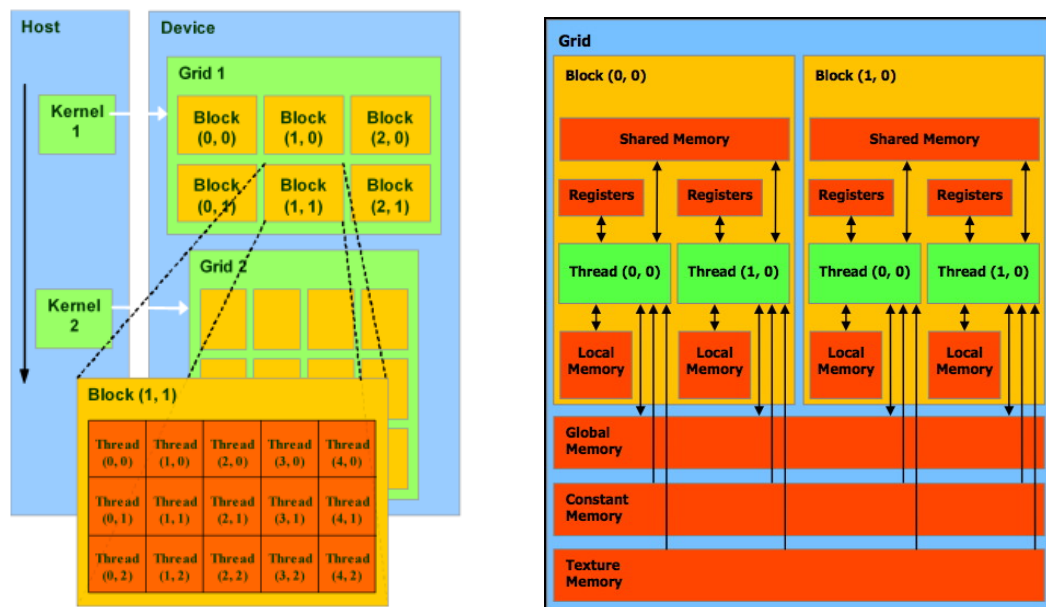 Host
Device
Grid 1
Kernel
1
Block
(0, 0)
Block
(1, 0)
Block
(2, 0)
Block
(0, 1)
Block
(1, 1)
Block
(2, 1)
Grid 2
Kernel
2
Block (1, 1)
Thread
(0, 0)
Thread
(1, 0)
Thread
(2, 0)
Thread
(3, 0)
Thread
(4, 0)
Thread
(0, 1)
Thread
(1, 1)
Thread
(2, 1)
Thread
(3, 1)
Thread
(4, 1)
Thread
(0, 2)
Thread
(1, 2)
Thread
(2, 2)
Thread
(3, 2)
Thread
(4, 2)
Grid
Block (0, 0)
Shared Memory
Registers
Registers
Thread (0, 0)
Thread (1, 0)
Local
Memory
Local
Memory
Block (1, 0)
Shared Memory
Registers
Registers
Thread (0, 0)
Thread (1, 0)
Local
Memory
Local
Memory
Global
Memory
Constant
Memory
Texture
Memory